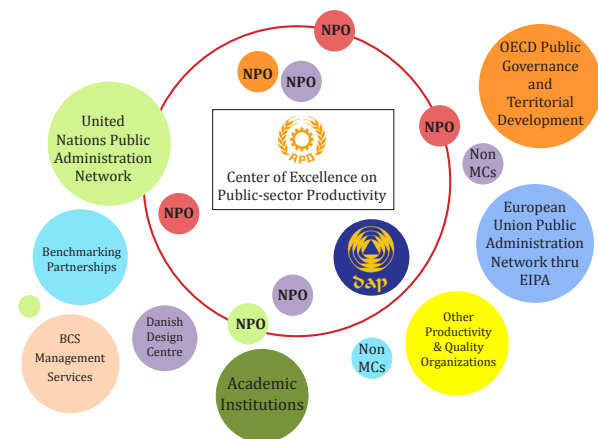 NPO
OECD Public
Governance
and
Territorial
Development
NPO
NPO
United
Nations Public
Administration
Network
APO
Center of Excellence on
Public-sector Productivity
NPO
Non
MCs
NPO
European
Union Public
Administration
Network thru
EIPA
Benchmarking
Partnerships
dap
NPO
Other
Productivity
& Quality
Organizations
Danish
Design
Centre
NPO
BCS
Management
Services
Non
MCs
Academic
Institutions